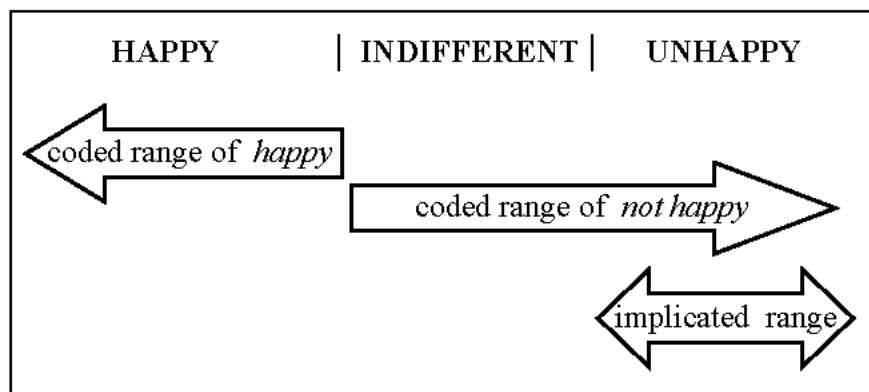 HAPPY | INDIFFERENT | UNHAPPY
coded range of happy
coded range of not happy
implicated range